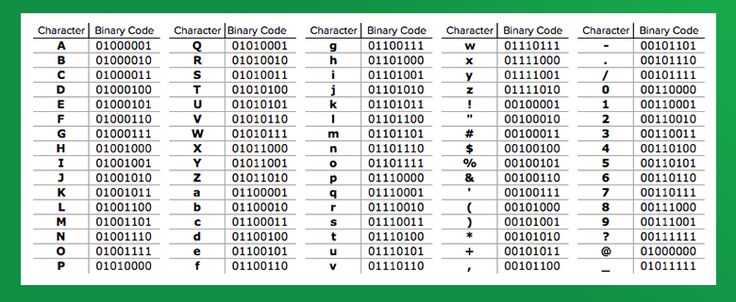 Character Binary Code Character Binary Code Character Binary Code Character Binary Code Character Binary Code
A 01000001 Q 01010001 g 01100111 w 01110111 - 00101101
B 01000010 R 01010010 h 01101000 x 01111000 . 00101110
C 01000011 S 01010011 i 01101001 y 01111001 / 00101111
D 01000100 T 01010100 j 01101010 z 01111010 0 00110000
E 01000101 U 01010101 k 01101011 ! 00100001 1 00110001
F 01000110 V 01010110 l 01101100 " 00100010 2 00110010
G 01000111 W 01010111 m 01101101 # 00100011 3 00110011
H 01001000 X 01011000 n 01101110 $ 00100100 4 00110100
I 01001001 Y 01011001 o 01101111 % 00100101 5 00110101
J 01001010 Z 01011010 p 01110000 & 00100110 6 00110110
K 01001011 a 01100001 q 01110001 ' 00100111 7 00110111
L 01001100 b 01100010 r 01110010 ( 00101000 8 00111000
M 01001101 c 01100011 s 01110011 ) 00101001 9 00111001
N 01001110 d 01100100 t 01110100 * 00101010 ? 00111111
O 01001111 e 01100101 u 01110101 + 00101011 @ 01000000
P 01010000 f 01100110 v 01110110 , 00101100 _ 01011111